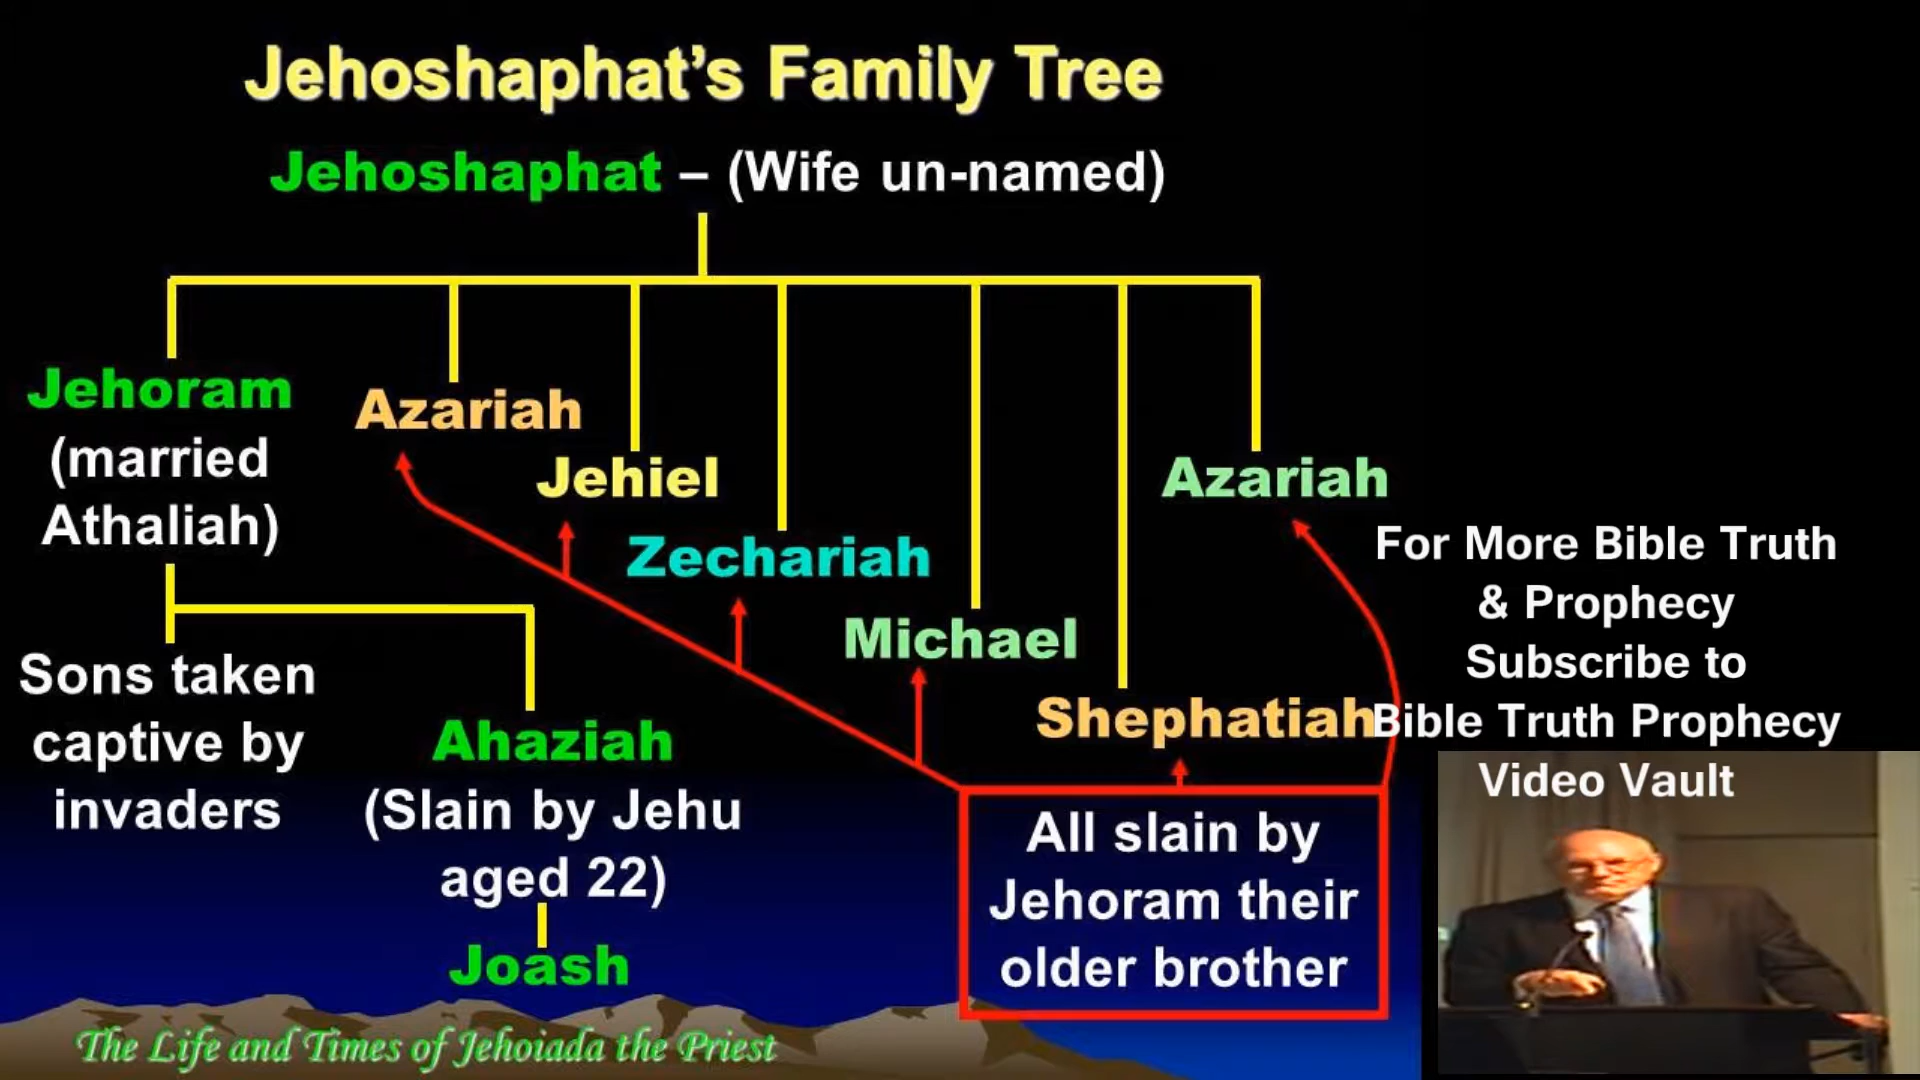 Jehoshaphat’s Family Tree
Jehoshaphat – (Wife un-named)
Jehoram
(married
Athaliah)
Azariah
Jehiel
Zechariah
Michael
Shephatiah
Azariah
Sons taken
captive by
invaders
Ahaziah
(Slain by Jehu
aged 22)
Joash
All slain by
Jehoram their
older brother
For More Bible Truth
& Prophecy
Subscribe to
Bible Truth Prophecy
Video Vault
The Life and Times of Jehoiada the Priest